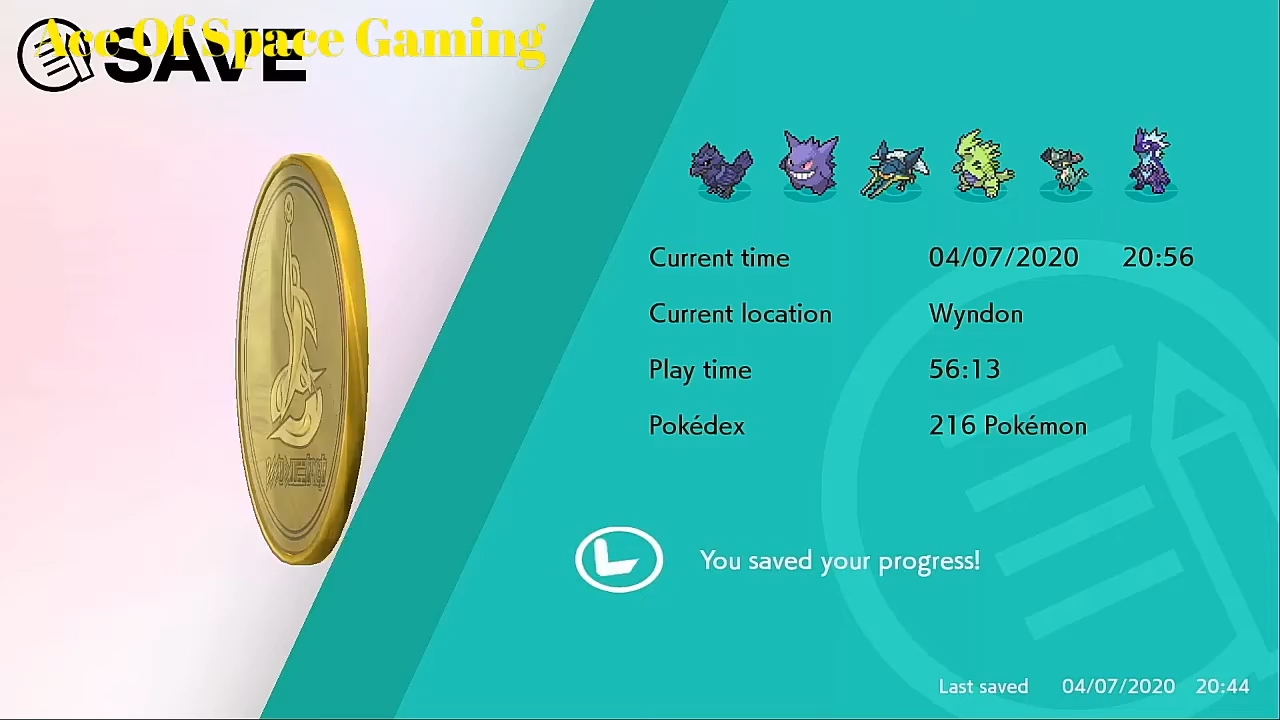 Ace Of Space Gaming
SAVE
Current time 04/07/2020 20:56
Current location Wyndon
Play time 56:13
Pokédex 216 Pokémon
You saved your progress!
Last saved 04/07/2020 20:44